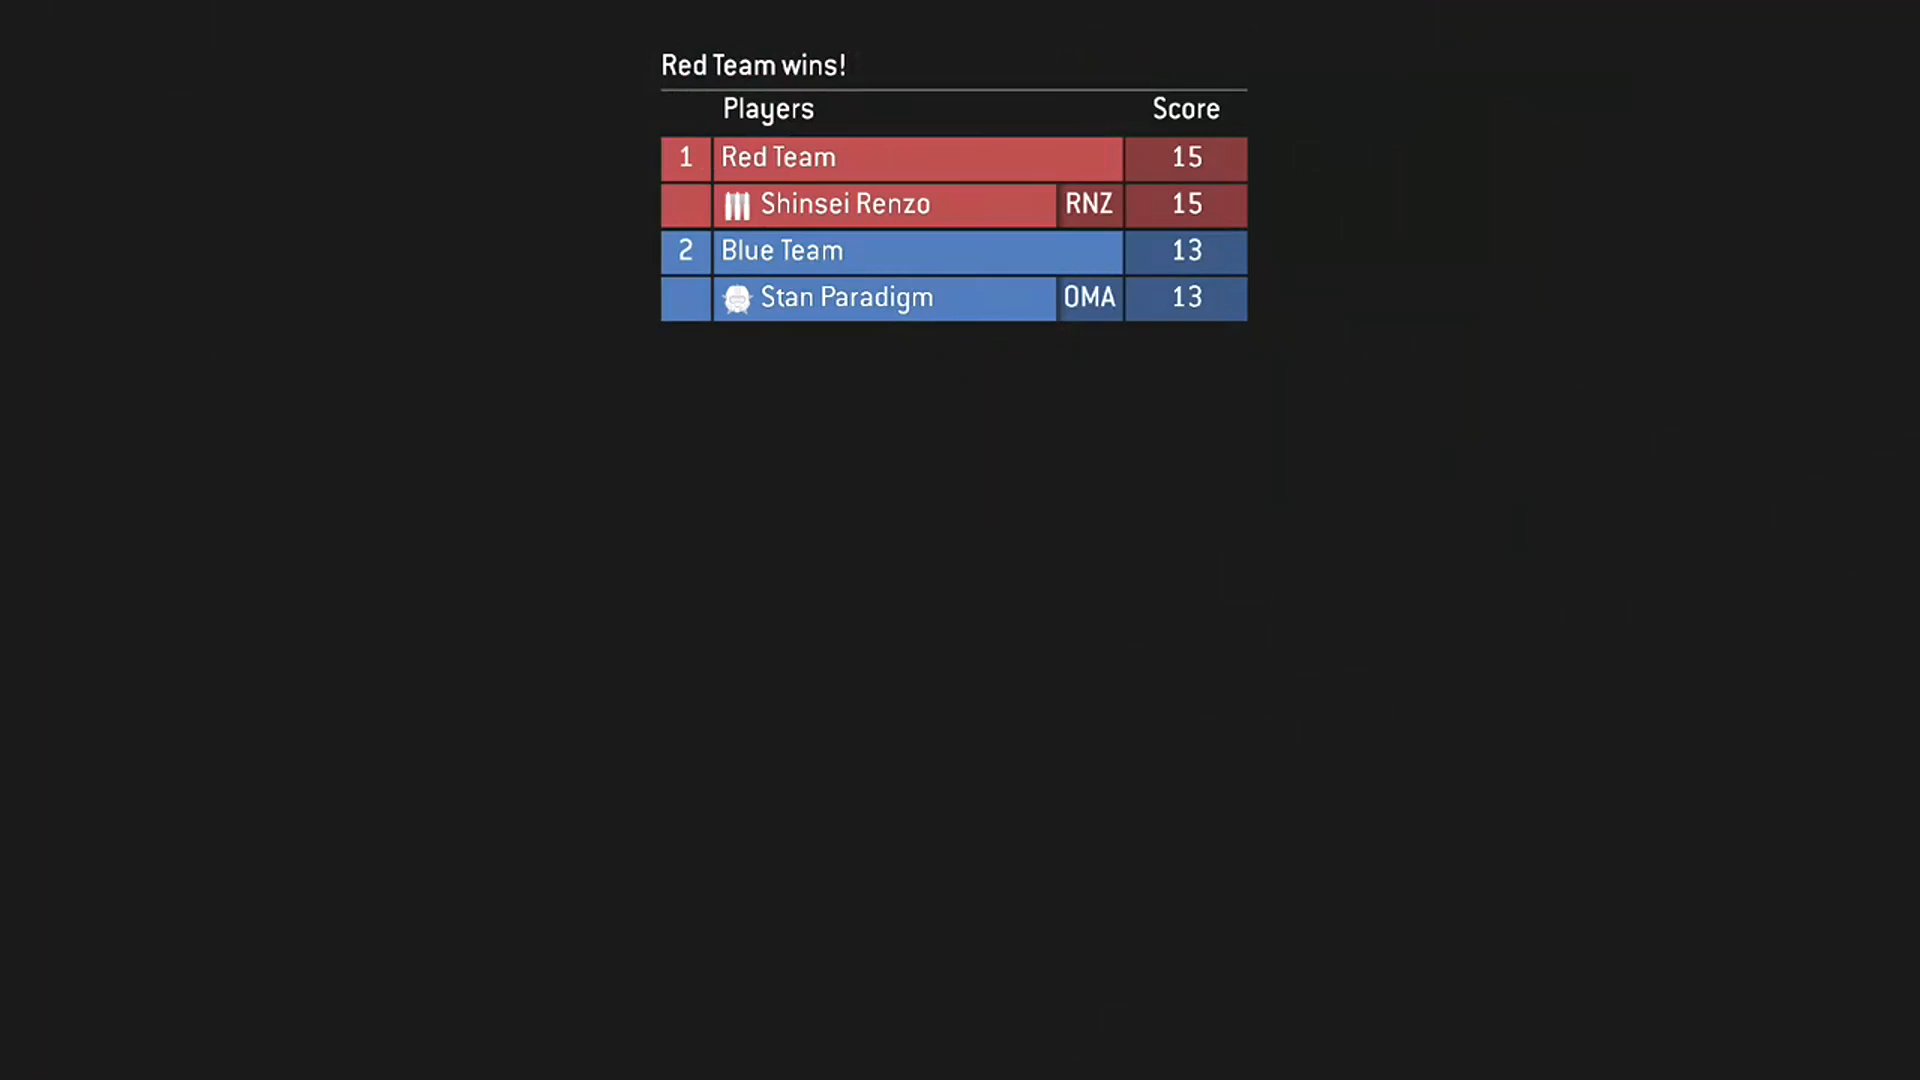 Red Team wins!
Players Score
1 Red Team 15
Shinsei Renzo RNZ 15
2 Blue Team 13
Stan Paradigm OMA 13